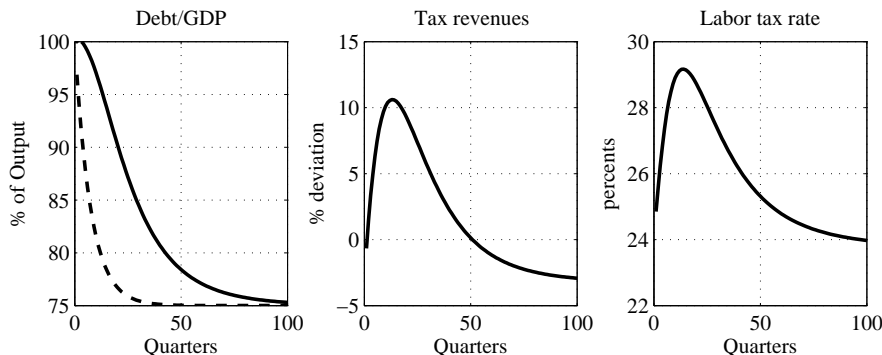 Debt/GDP
% of Output
100
95
90
85
80
75
0
50
100
Quarters
Tax revenues
% deviation
15
10
5
0
−5
0
50
100
Quarters
Labor tax rate
percents
30
28
26
24
22
0
50
100
Quarters